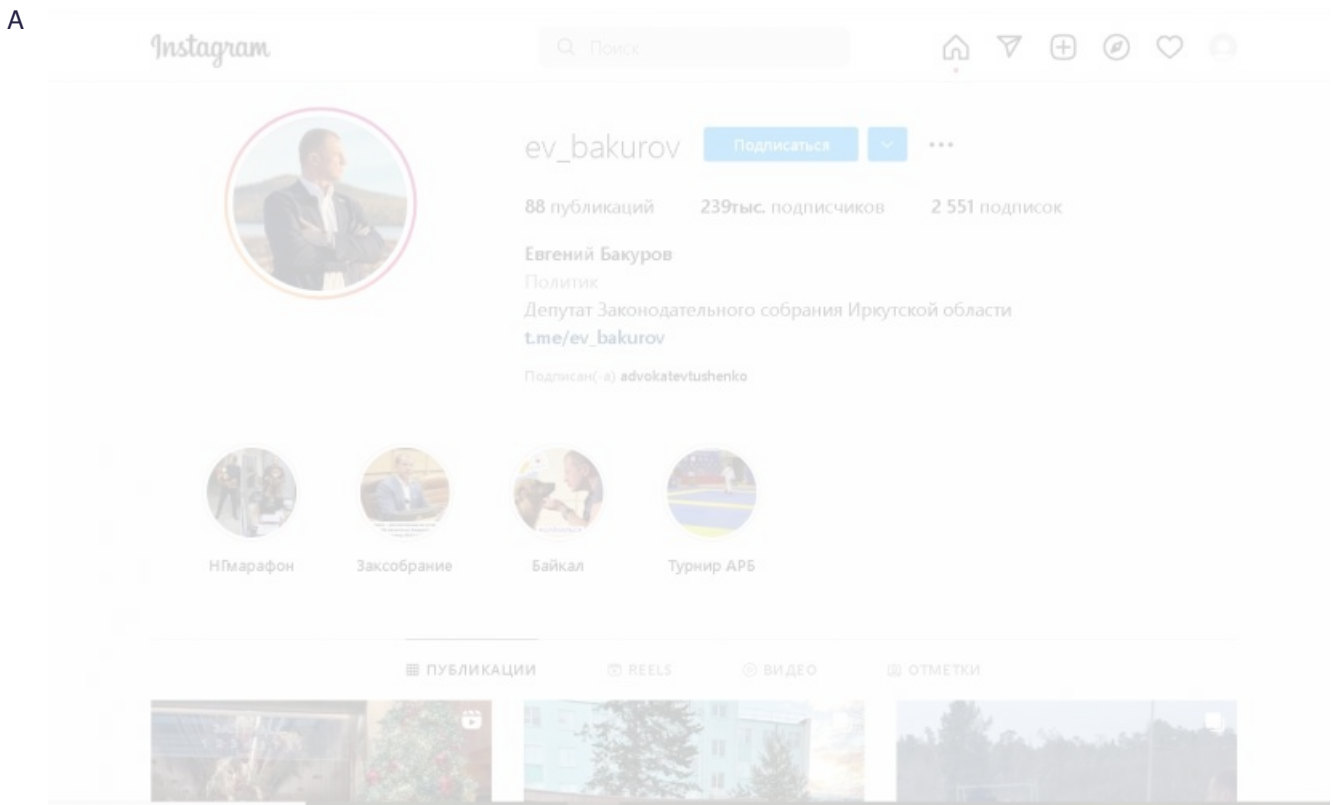 A
Instagram
Поиск
ev_bakurov Подписаться
88 публикаций 239тыс. подписчиков 2 551 подписок
Евгений Бакуров
Политик
Депутат Законодательного собрания Иркутской области
t.me/ev_bakurov
Подписан(-а) advokatevtushenko
НГмарафон Заксобрание Байкал Турнир АРБ
ПУБЛИКАЦИИ REELS ВИДЕО ОТМЕТКИ